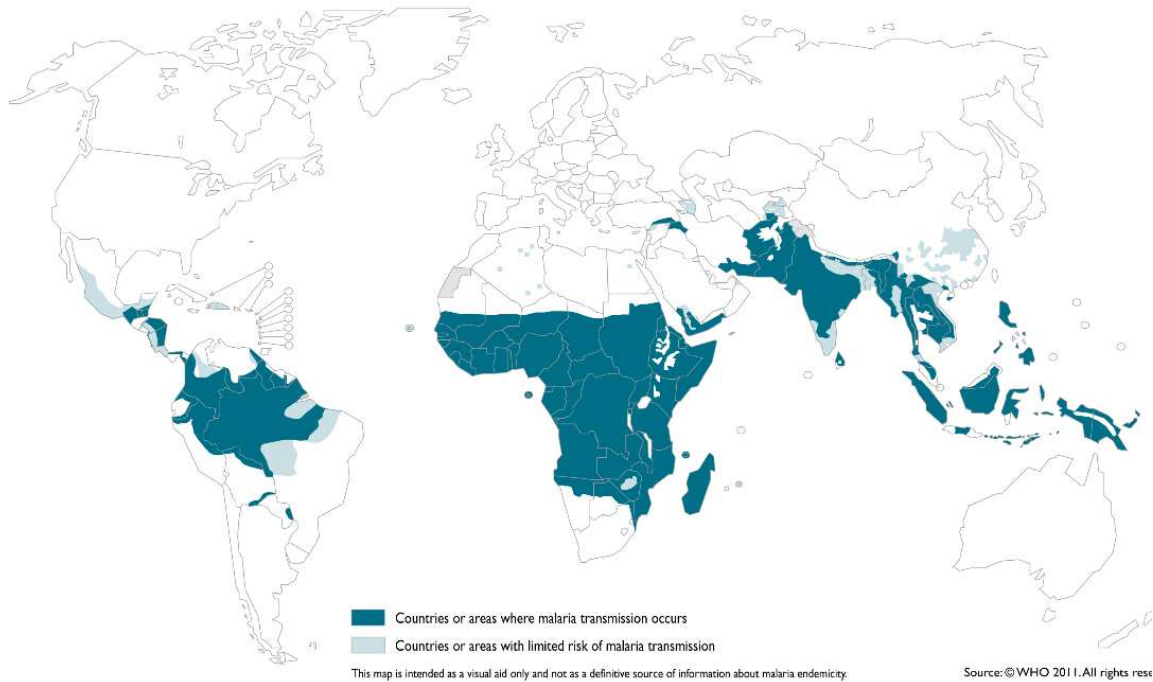 Countries or areas where malaria transmission occurs
Countries or areas with limited risk of malaria transmission
This map is intended as a visual aid only and not as a definitive source of information about malaria endemicity.
Source: © WHO 2011. All rights rese